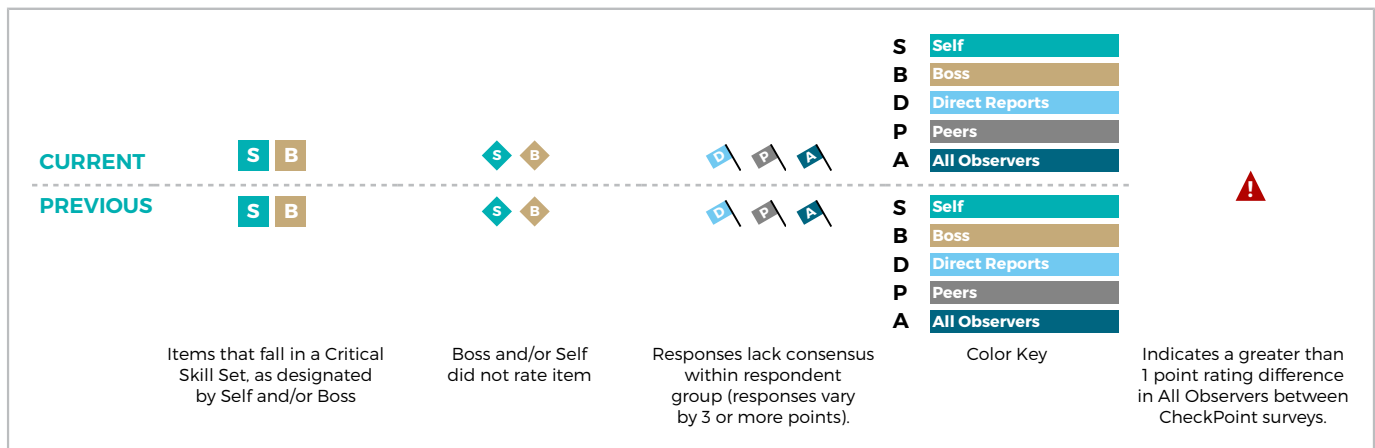 S Self
B Boss
D Direct Reports
P Peers
A All Observers
CURRENT S B S B D P A
PREVIOUS S B S B D P A
!
S Self
B Boss
D Direct Reports
P Peers
A All Observers
Items that fall in a Critical
Skill Set, as designated
by Self and/or Boss
Boss and/or Self
did not rate item
Responses lack consensus
within respondent
group (responses vary
by 3 or more points).
Color Key
Indicates a greater than
1 point rating difference
in All Observers between
CheckPoint surveys.